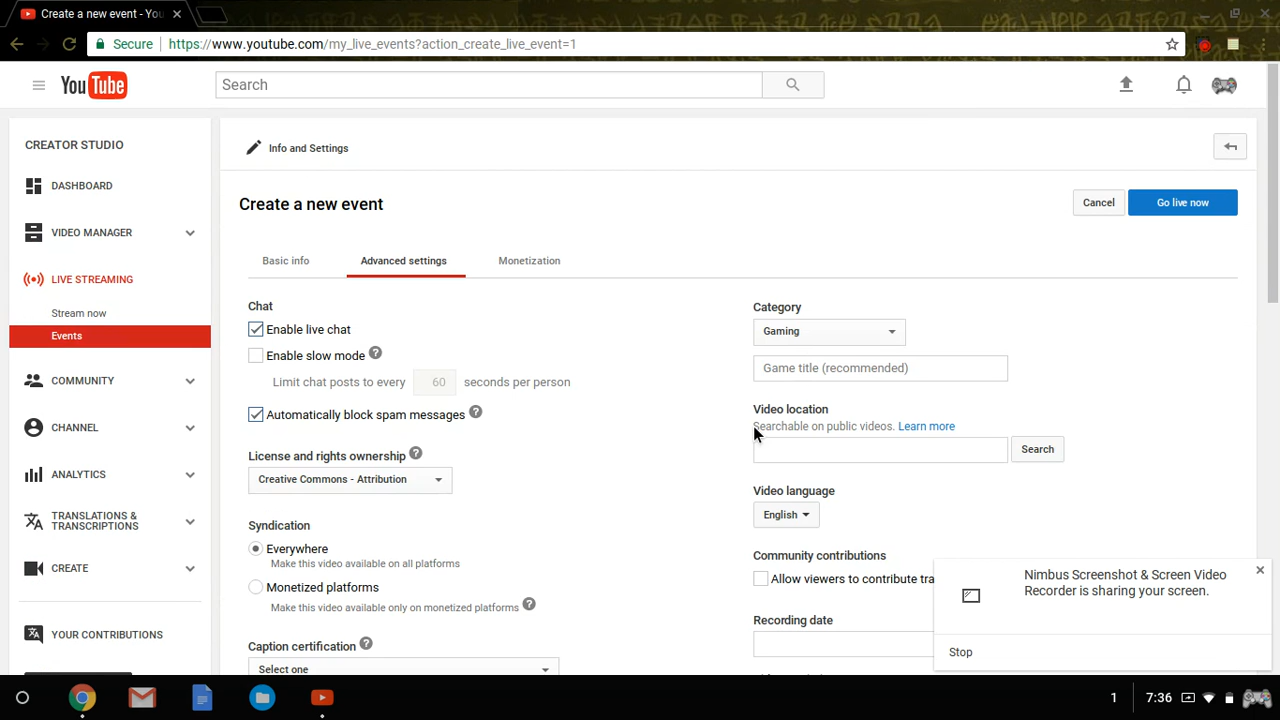 Create a new event - You
Secure https://www.youtube.com/my_live_events?action_create_live_event=1
YouTube
Search
CREATOR STUDIO
DASHBOARD
VIDEO MANAGER
LIVE STREAMING
Stream now
Events
COMMUNITY
CHANNEL
ANALYTICS
TRANSLATIONS &
TRANSCRIPTIONS
CREATE
YOUR CONTRIBUTIONS
Info and Settings
Create a new event
Cancel
Go live now
Basic info
Advanced settings
Monetization
Chat
Enable live chat
Enable slow mode ?
Limit chat posts to every 60 seconds per person
Automatically block spam messages ?
License and rights ownership ?
Creative Commons - Attribution
Syndication
Everywhere
Make this video available on all platforms
Monetized platforms
Make this video available only on monetized platforms ?
Caption certification ?
Select one
Category
Gaming
Game title (recommended)
Video location
Searchable on public videos. Learn more
Search
Video language
English
Community contributions
Allow viewers to contribute tra
Recording date
Nimbus Screenshot & Screen Video
Recorder is sharing your screen.
Stop
1
7:36